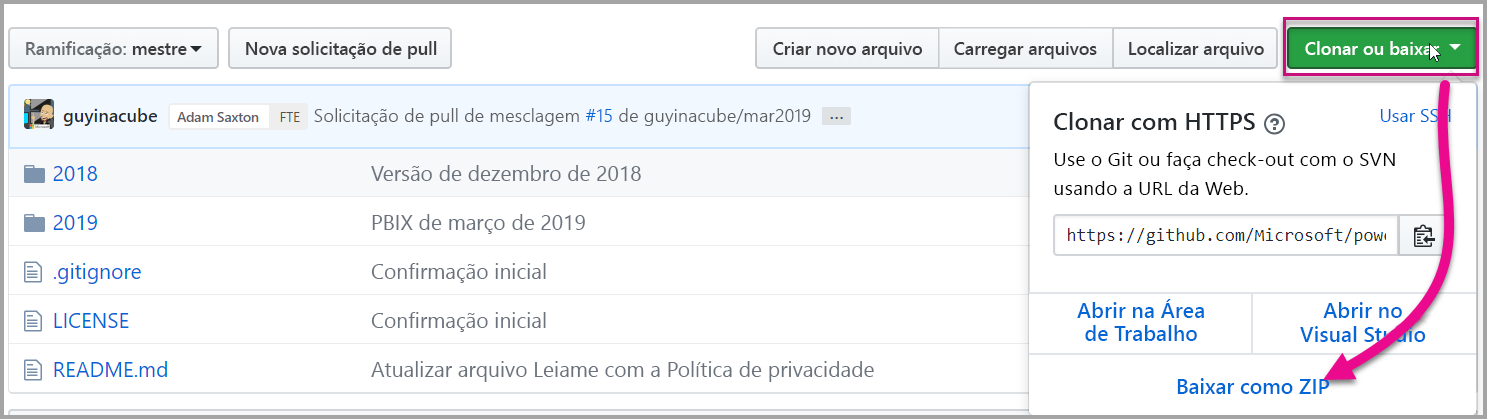 Ramificação: mestre
Nova solicitação de pull
Criar novo arquivo
Carregar arquivos
Localizar arquivo
Clonar ou baixar
guyinacube
Adam Saxton
FTE
Solicitação de pull de mesclagem #15 de guyinacube/mar2019
...
2018
Versão de dezembro de 2018
2019
PBIX de março de 2019
.gitignore
Confirmação inicial
LICENSE
Confirmação inicial
README.md
Atualizar arquivo Leiame com a Política de privacidade
Clonar com HTTPS ?
Usar SSH
Use o Git ou faça check-out com o SVN
usando a URL da Web.
https://github.com/Microsoft/powe
Abrir na Área
de Trabalho
Abrir no
Visual Studio
Baixar como ZIP